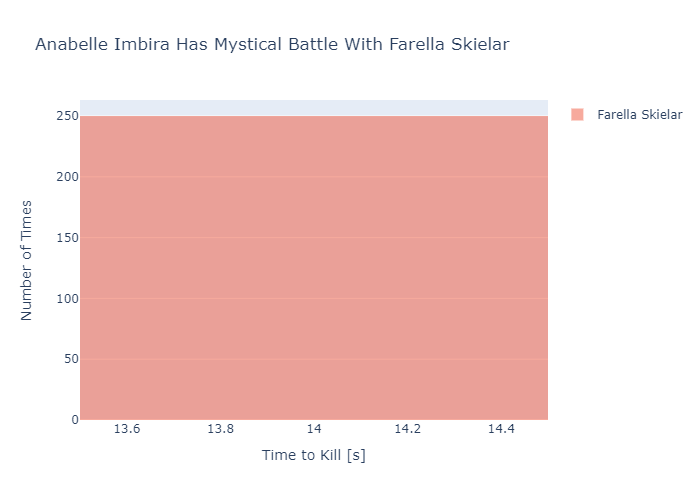 Anabelle Imbira Has Mystical Battle With Farella Skielar
Farella Skielar
Number of Times
250
200
150
100
50
0
13.6 13.8 14 14.2 14.4
Time to Kill [s]